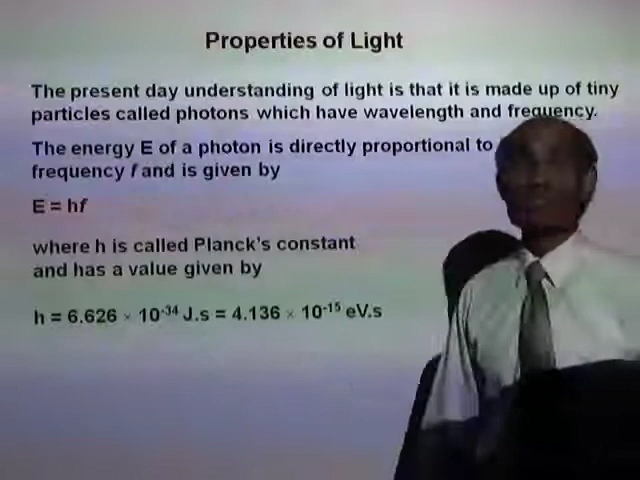 Properties of Light
The present day understanding of light is that it is made up of tiny
particles called photons which have wavelength and frequency.
The energy E of a photon is directly proportional to
frequency f and is given by
E = hf
where h is called Planck's constant
and has a value given by
h = 6.626 × 10⁻³⁴ J.s = 4.136 × 10⁻¹⁵ eV.s